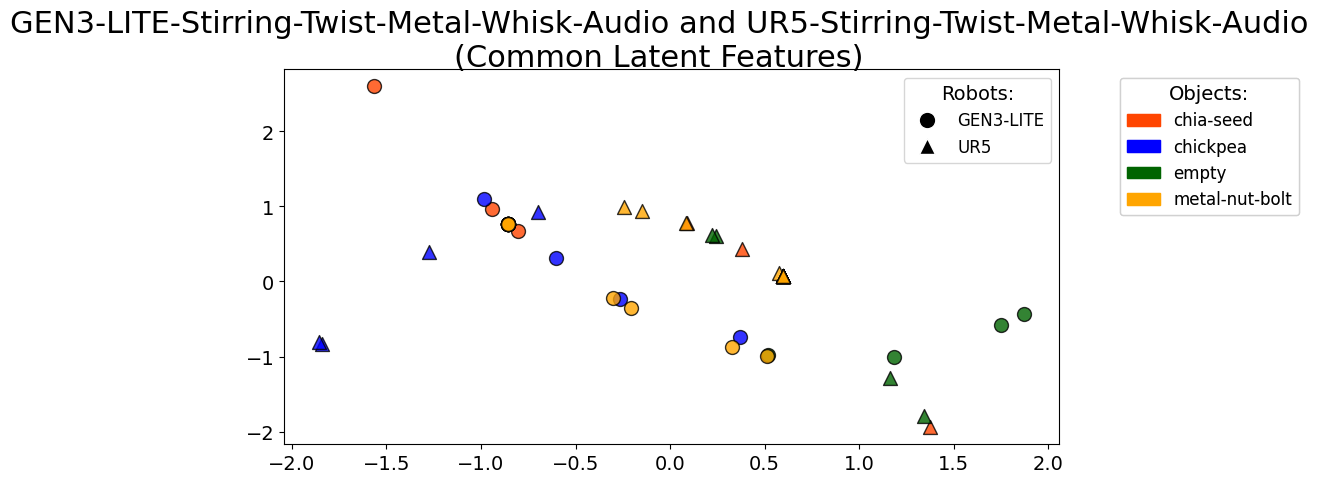 GEN3-LITE-Stirring-Twist-Metal-Whisk-Audio and UR5-Stirring-Twist-Metal-Whisk-Audio
(Common Latent Features)
Robots:
GEN3-LITE
UR5
Objects:
chia-seed
chickpea
empty
metal-nut-bolt
2
1
0
−1
−2
−2.0
−1.5
−1.0
−0.5
0.0
0.5
1.0
1.5
2.0